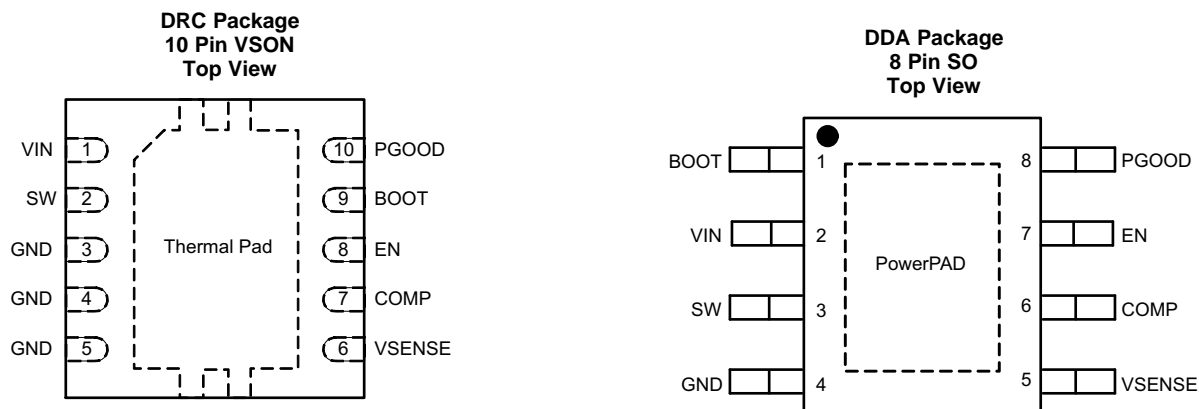 DRC Package
10 Pin VSON
Top View
VIN 1 10 PGOOD
SW 2 9 BOOT
GND 3 Thermal Pad 8 EN
GND 4 7 COMP
GND 5 6 VSENSE
DDA Package
8 Pin SO
Top View
BOOT 1 8 PGOOD
VIN 2 7 EN
PowerPAD
SW 3 6 COMP
GND 4 5 VSENSE